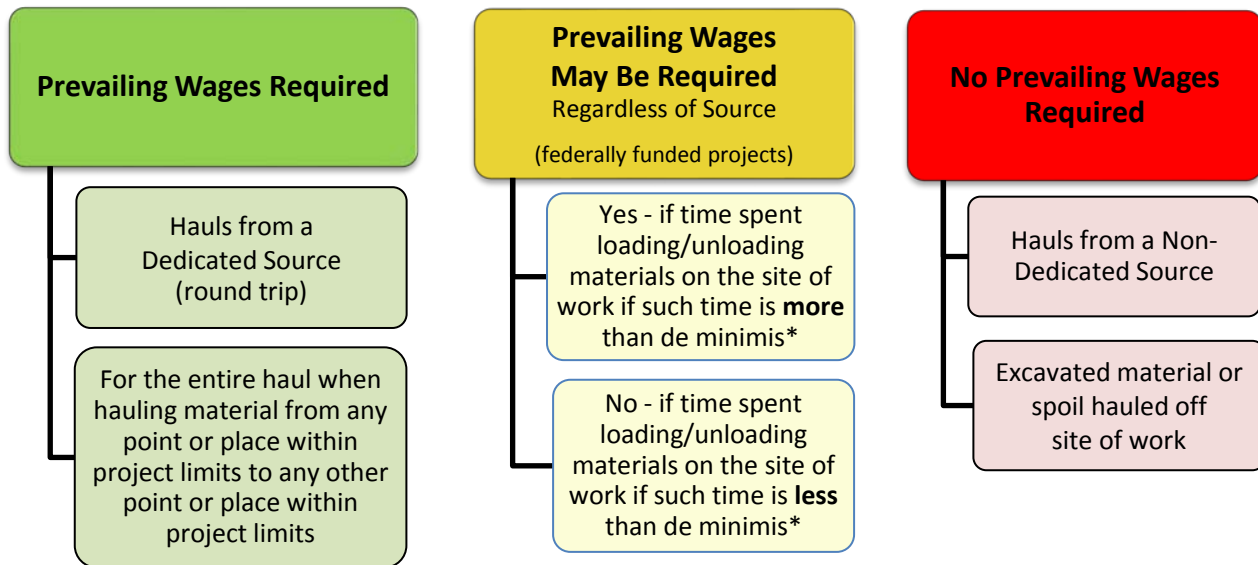 Prevailing Wages Required
Hauls from a
Dedicated Source
(round trip)
For the entire haul when
hauling material from any
point or place within
project limits to any other
point or place within
project limits
Prevailing Wages
May Be Required
Regardless of Source
(federally funded projects)
Yes - if time spent
loading/unloading
materials on the site of
work if such time is more
than de minimis*
No - if time spent
loading/unloading
materials on the site of
work if such time is less
than de minimis*
No Prevailing Wages
Required
Hauls from a Non-
Dedicated Source
Excavated material or
spoil hauled off
site of work